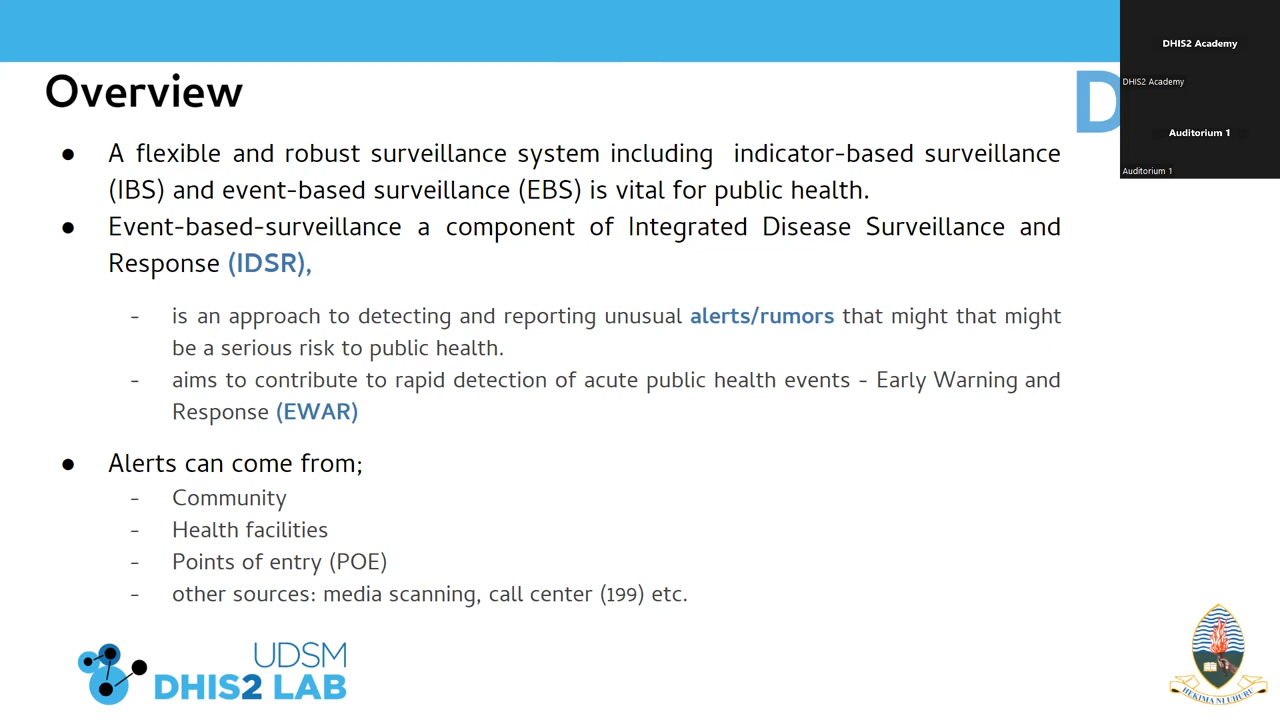 Overview
D
DHIS2 Academy
DHIS2 Academy
Auditorium 1
Auditorium 1
● A flexible and robust surveillance system including indicator-based surveillance
(IBS) and event-based surveillance (EBS) is vital for public health.
● Event-based-surveillance a component of Integrated Disease Surveillance and
Response (IDSR),
- is an approach to detecting and reporting unusual alerts/rumors that might that might
be a serious risk to public health.
- aims to contribute to rapid detection of acute public health events - Early Warning and
Response (EWAR)
● Alerts can come from;
- Community
- Health facilities
- Points of entry (POE)
- other sources: media scanning, call center (199) etc.
UDSM
DHIS2 LAB
HEKIMA NI UHURU